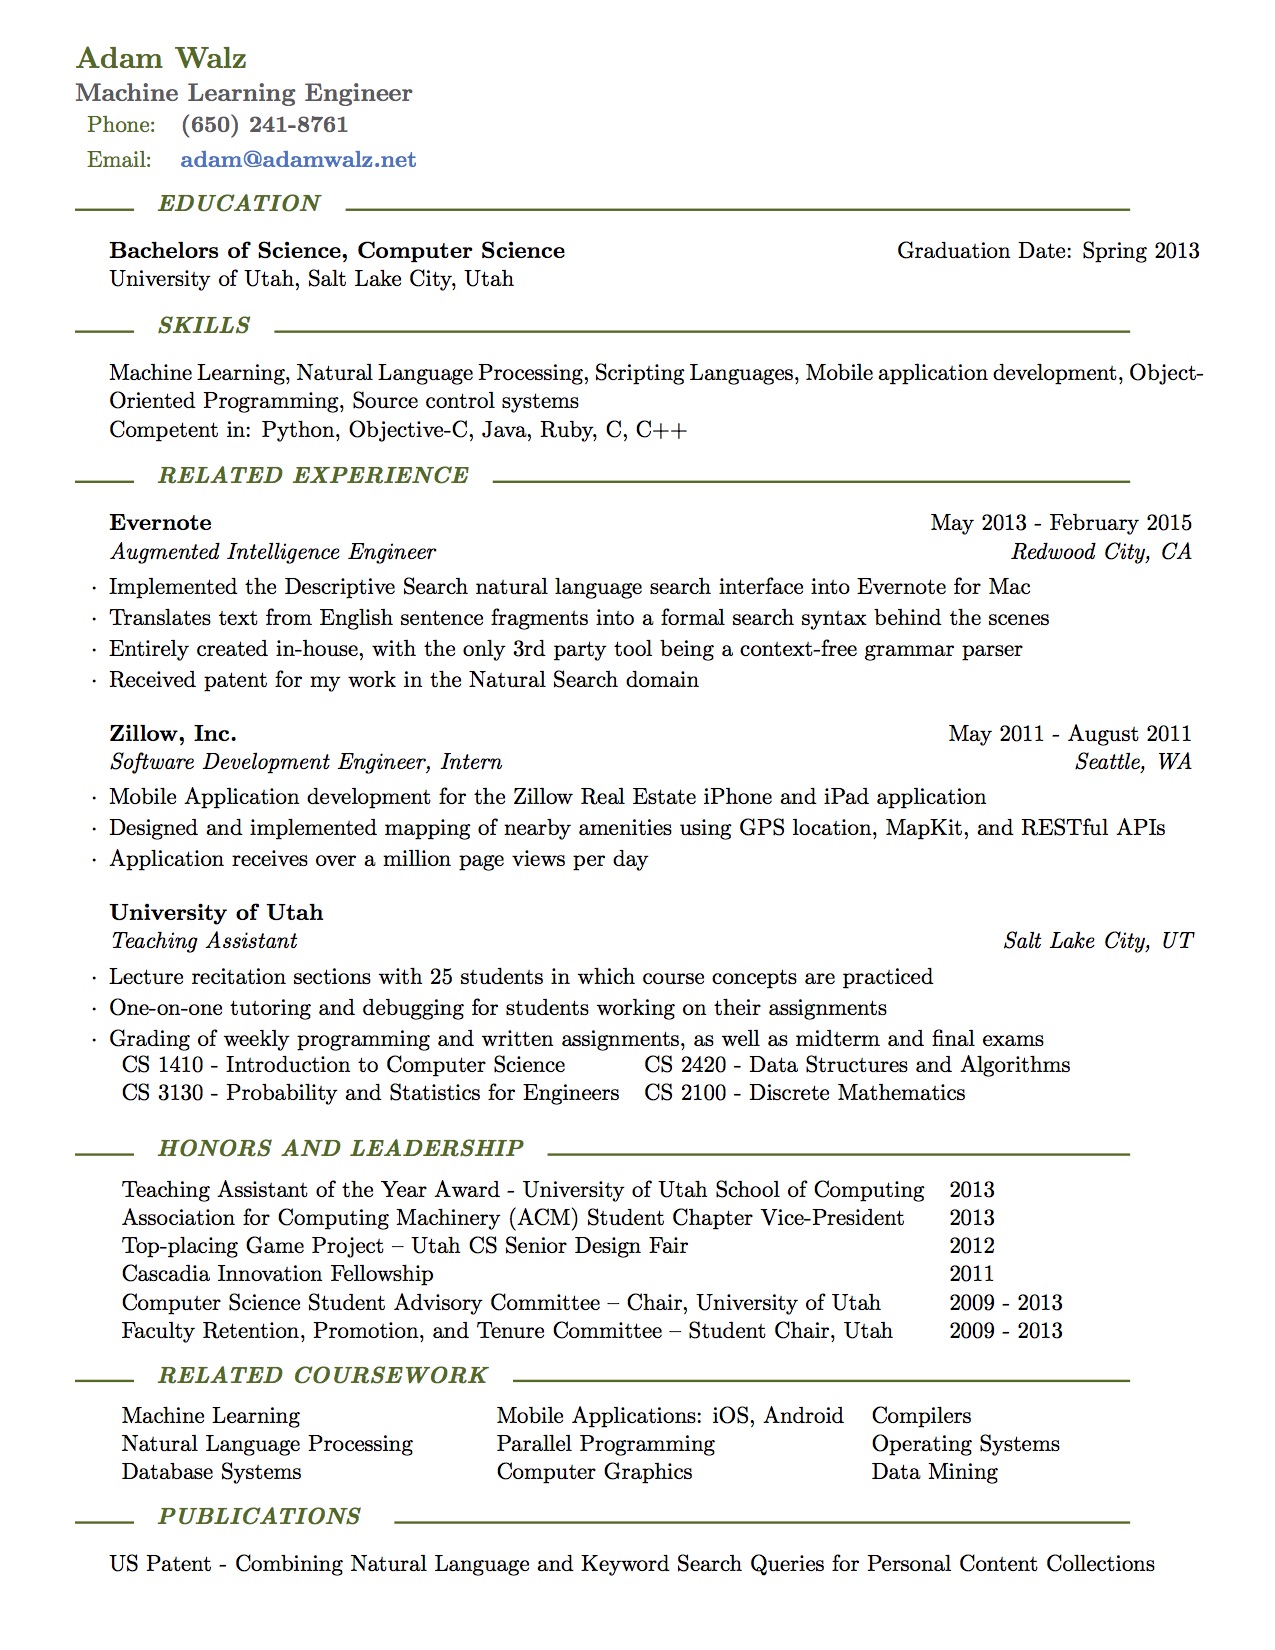 Adam Walz
Machine Learning Engineer
Phone: (650) 241-8761
Email: adam@adamwalz.net
EDUCATION
Bachelors of Science, Computer Science Graduation Date: Spring 2013
University of Utah, Salt Lake City, Utah
SKILLS
Machine Learning, Natural Language Processing, Scripting Languages, Mobile application development, Object-
Oriented Programming, Source control systems
Competent in: Python, Objective-C, Java, Ruby, C, C++
RELATED EXPERIENCE
Evernote May 2013 - February 2015
Augmented Intelligence Engineer Redwood City, CA
· Implemented the Descriptive Search natural language search interface into Evernote for Mac
· Translates text from English sentence fragments into a formal search syntax behind the scenes
· Entirely created in-house, with the only 3rd party tool being a context-free grammar parser
· Received patent for my work in the Natural Search domain
Zillow, Inc. May 2011 - August 2011
Software Development Engineer, Intern Seattle, WA
· Mobile Application development for the Zillow Real Estate iPhone and iPad application
· Designed and implemented mapping of nearby amenities using GPS location, MapKit, and RESTful APIs
· Application receives over a million page views per day
University of Utah
Teaching Assistant Salt Lake City, UT
· Lecture recitation sections with 25 students in which course concepts are practiced
· One-on-one tutoring and debugging for students working on their assignments
· Grading of weekly programming and written assignments, as well as midterm and final exams
CS 1410 - Introduction to Computer Science CS 2420 - Data Structures and Algorithms
CS 3130 - Probability and Statistics for Engineers CS 2100 - Discrete Mathematics
HONORS AND LEADERSHIP
Teaching Assistant of the Year Award - University of Utah School of Computing 2013
Association for Computing Machinery (ACM) Student Chapter Vice-President 2013
Top-placing Game Project – Utah CS Senior Design Fair 2012
Cascadia Innovation Fellowship 2011
Computer Science Student Advisory Committee – Chair, University of Utah 2009 - 2013
Faculty Retention, Promotion, and Tenure Committee – Student Chair, Utah 2009 - 2013
RELATED COURSEWORK
Machine Learning Mobile Applications: iOS, Android Compilers
Natural Language Processing Parallel Programming Operating Systems
Database Systems Computer Graphics Data Mining
PUBLICATIONS
US Patent - Combining Natural Language and Keyword Search Queries for Personal Content Collections